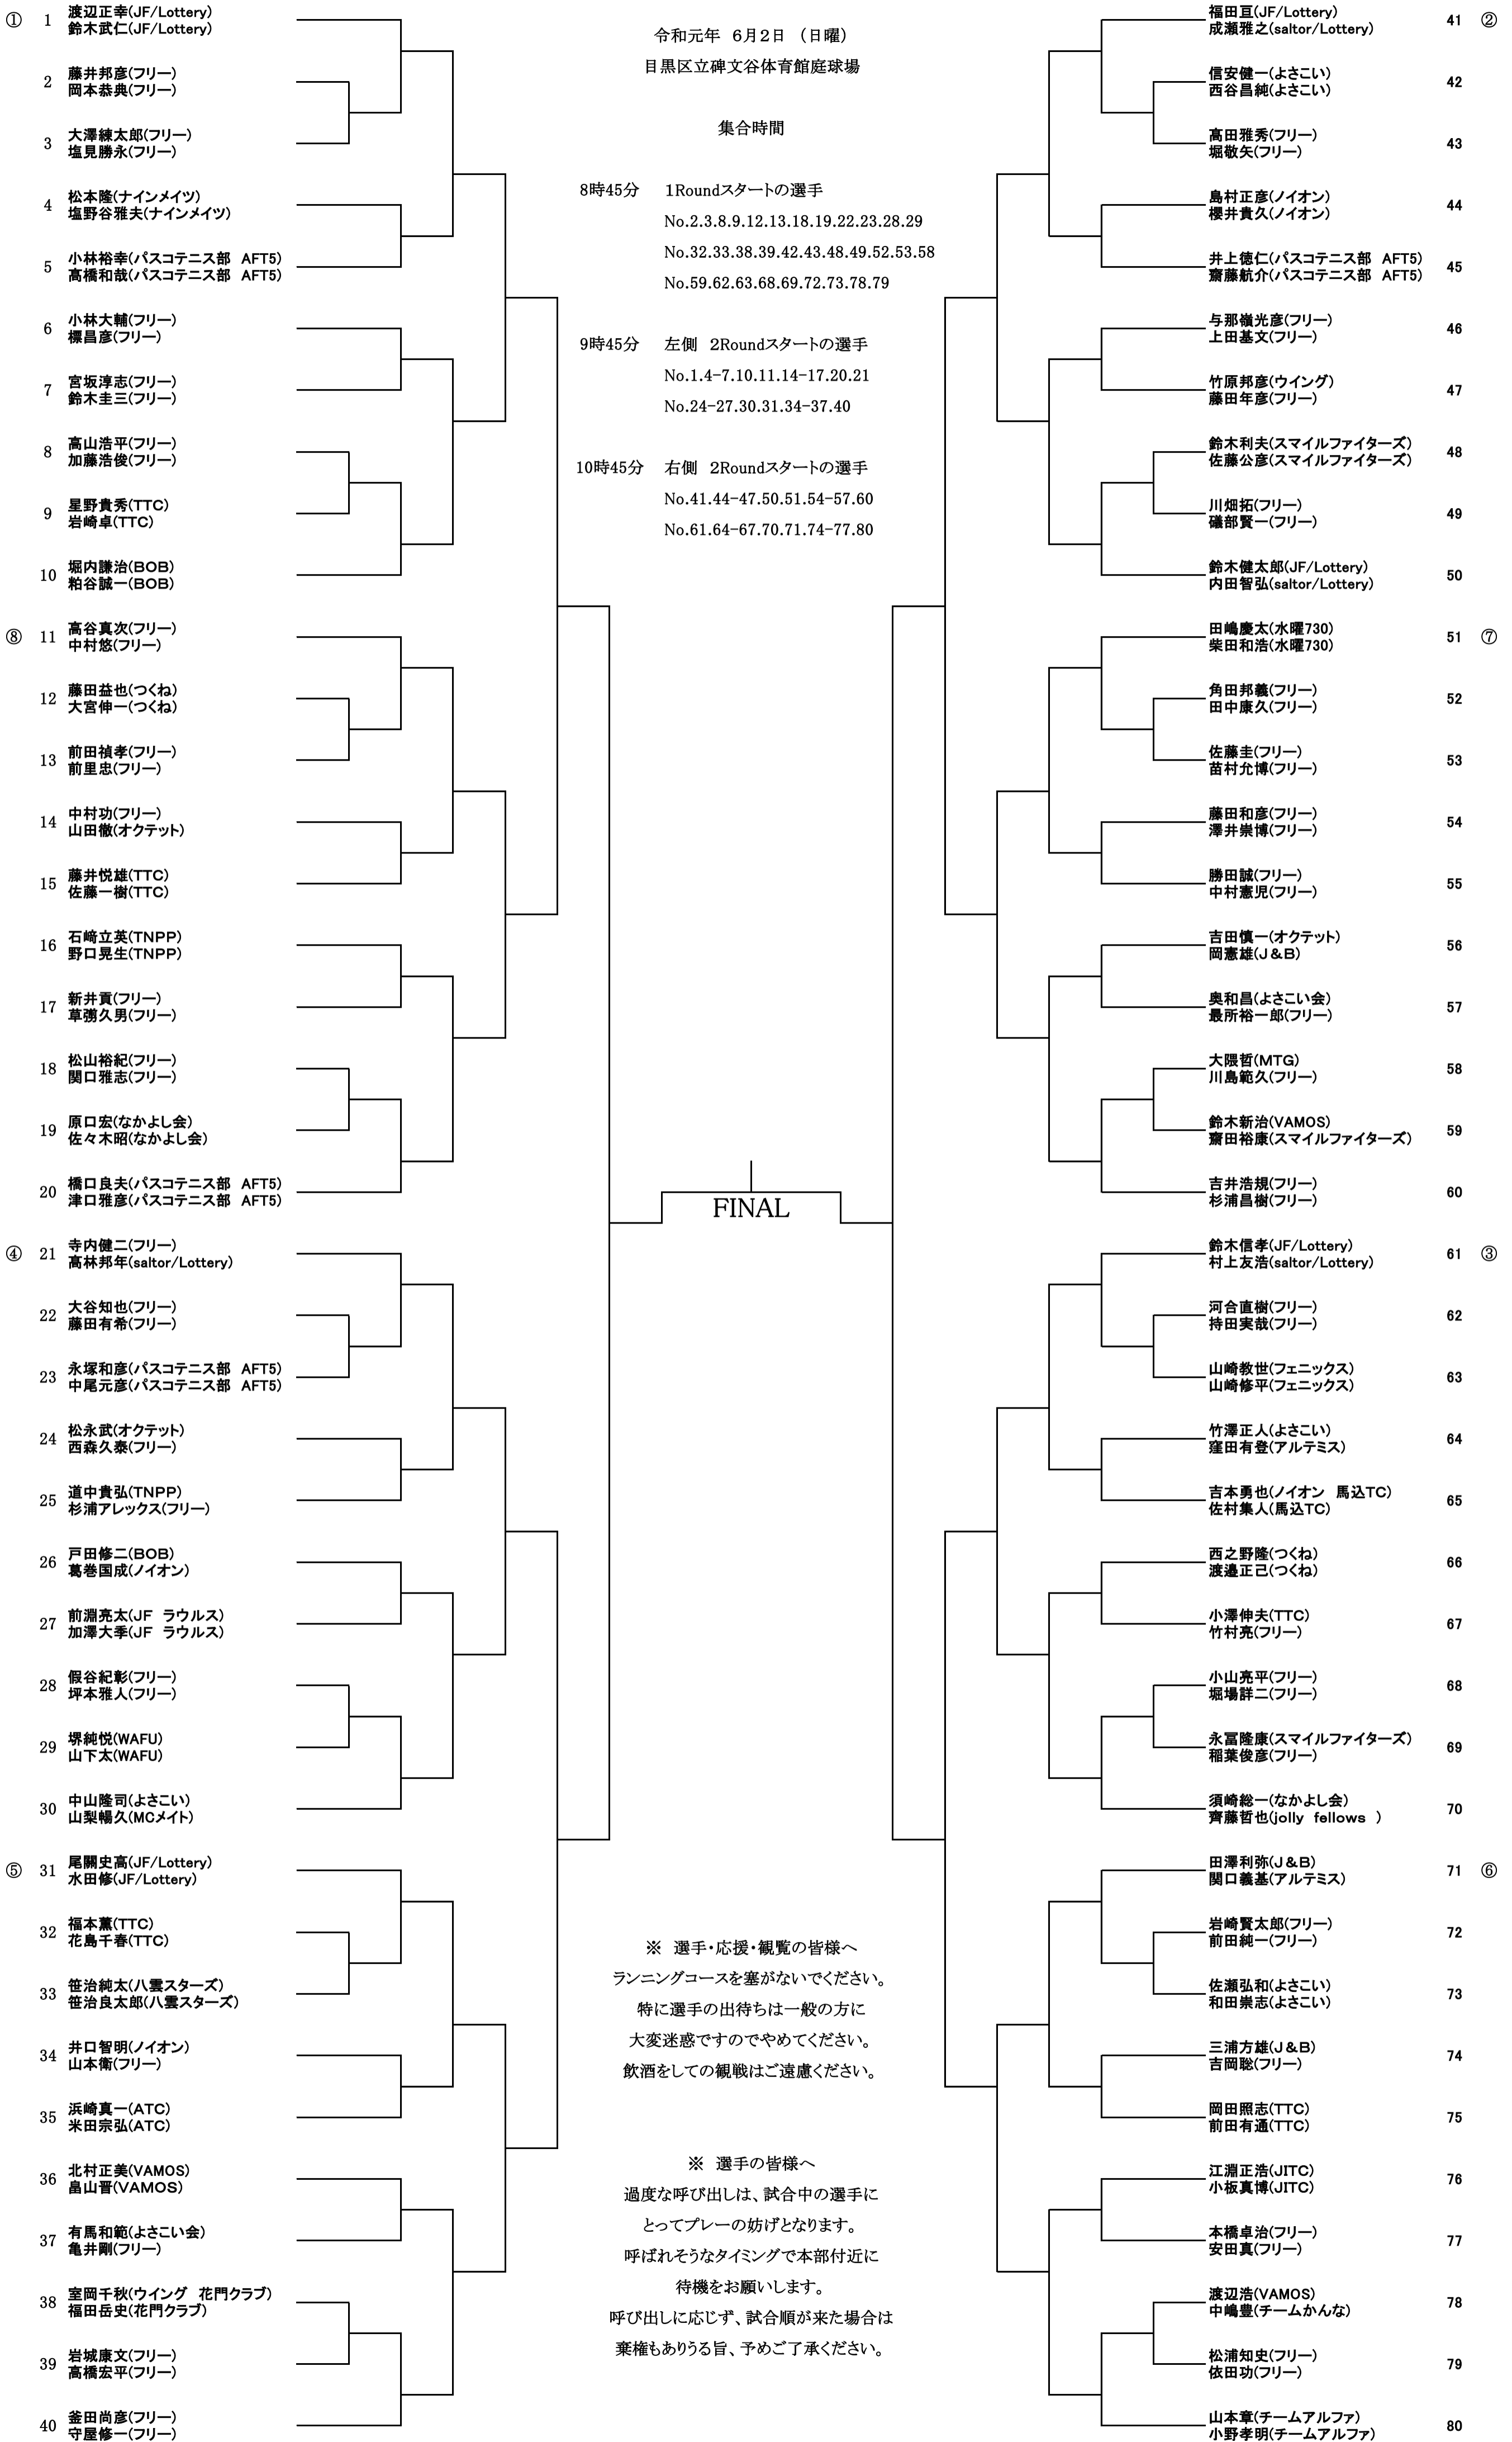 ① 1 渡辺正幸(JF/Lottery)
鈴木武仁(JF/Lottery)
2 藤井邦彦(フリー)
岡本恭典(フリー)
3 大澤練太郎(フリー)
塩見勝永(フリー)
4 松本隆(ナインメイツ)
塩野谷雅夫(ナインメイツ)
5 小林裕幸(パスコテニス部 AFT5)
髙橋和哉(パスコテニス部 AFT5)
6 小林大輔(フリー)
標昌彦(フリー)
7 宮坂淳志(フリー)
鈴木圭三(フリー)
8 高山浩平(フリー)
加藤浩俊(フリー)
9 星野貴秀(TTC)
岩崎卓(TTC)
10 堀内謙治(BOB)
粕谷誠一(BOB)
⑧ 11 高谷真次(フリー)
中村悠(フリー)
12 藤田益也(つくね)
大宮伸一(つくね)
13 前田禎孝(フリー)
前里忠(フリー)
14 中村功(フリー)
山田徹(オクテット)
15 藤井悦雄(TTC)
佐藤一樹(TTC)
16 石﨑立英(TNPP)
野口晃生(TNPP)
17 新井貢(フリー)
草彅久男(フリー)
18 松山裕紀(フリー)
関口雅志(フリー)
19 原口宏(なかよし会)
佐々木昭(なかよし会)
20 橋口良夫(パスコテニス部 AFT5)
津口雅彦(パスコテニス部 AFT5)
④ 21 寺内健二(フリー)
高林邦年(saltor/Lottery)
22 大谷知也(フリー)
藤田有希(フリー)
23 永塚和彦(パスコテニス部 AFT5)
中尾元彦(パスコテニス部 AFT5)
24 松永武(オクテット)
西森久泰(フリー)
25 道中貴弘(TNPP)
杉浦アレックス(フリー)
26 戸田修二(BOB)
葛巻国成(ノイオン)
27 前淵亮太(JF ラウルス)
加澤大季(JF ラウルス)
28 假谷紀彰(フリー)
坪本雅人(フリー)
29 堺純悦(WAFU)
山下太(WAFU)
30 中山隆司(よさこい)
山梨暢久(MCメイト)
⑤ 31 尾關史高(JF/Lottery)
水田修(JF/Lottery)
32 福本薫(TTC)
花島千春(TTC)
33 笹治純太(八雲スターズ)
笹治良太郎(八雲スターズ)
34 井口智明(ノイオン)
山本衛(フリー)
35 浜崎真一(ATC)
米田宗弘(ATC)
36 北村正美(VAMOS)
畠山晋(VAMOS)
37 有馬和範(よさこい会)
亀井剛(フリー)
38 室岡千秋(ウイング 花門クラブ)
福田岳史(花門クラブ)
39 岩城康文(フリー)
高橋宏平(フリー)
40 釜田尚彦(フリー)
守屋修一(フリー)
令和元年 6月2日 (日曜)
目黒区立碑文谷体育館庭球場
集合時間
8時45分 1Roundスタートの選手
No.2.3.8.9.12.13.18.19.22.23.28.29
No.32.33.38.39.42.43.48.49.52.53.58
No.59.62.63.68.69.72.73.78.79
9時45分 左側 2Roundスタートの選手
No.1.4-7.10.11.14-17.20.21
No.24-27.30.31.34-37.40
10時45分 右側 2Roundスタートの選手
No.41.44-47.50.51.54-57.60
No.61.64-67.70.71.74-77.80
FINAL
※ 選手・応援・観覧の皆様へ
ランニングコースを塞がないでください。
特に選手の出待ちは一般の方に
大変迷惑ですのでやめてください。
飲酒をしての観戦はご遠慮ください。
※ 選手の皆様へ
過度な呼び出しは、試合中の選手に
とってプレーの妨げとなります。
呼ばれそうなタイミングで本部付近に
待機をお願いします。
呼び出しに応じず、試合順が来た場合は
棄権もありうる旨、予めご了承ください。
福田亘(JF/Lottery) 41 ②
成瀬雅之(saltor/Lottery)
信安健一(よさこい) 42
西谷昌純(よさこい)
高田雅秀(フリー) 43
堀敬矢(フリー)
島村正彦(ノイオン) 44
櫻井貴久(ノイオン)
井上徳仁(パスコテニス部 AFT5) 45
齋藤航介(パスコテニス部 AFT5)
与那嶺光彦(フリー) 46
上田基文(フリー)
竹原邦彦(ウイング) 47
藤田年彦(フリー)
鈴木利夫(スマイルファイターズ) 48
佐藤公彦(スマイルファイターズ)
川畑拓(フリー) 49
礒部賢一(フリー)
鈴木健太郎(JF/Lottery) 50
内田智弘(saltor/Lottery)
田嶋慶太(水曜730) 51 ⑦
柴田和浩(水曜730)
角田邦義(フリー) 52
田中康久(フリー)
佐藤圭(フリー) 53
苗村允博(フリー)
藤田和彦(フリー) 54
澤井崇博(フリー)
勝田誠(フリー) 55
中村憲児(フリー)
吉田慎一(オクテット) 56
岡憲雄(J&B)
奥和昌(よさこい会) 57
最所裕一郎(フリー)
大隈哲(MTG) 58
川島範久(フリー)
鈴木新治(VAMOS) 59
齋田裕康(スマイルファイターズ)
吉井浩規(フリー) 60
杉浦昌樹(フリー)
鈴木信孝(JF/Lottery) 61 ③
村上友浩(saltor/Lottery)
河合直樹(フリー) 62
持田実哉(フリー)
山崎教世(フェニックス) 63
山崎修平(フェニックス)
竹澤正人(よさこい) 64
窪田有登(アルテミス)
吉本勇也(ノイオン 馬込TC) 65
佐村集人(馬込TC)
西之野隆(つくね) 66
渡邉正己(つくね)
小澤伸夫(TTC) 67
竹村亮(フリー)
小山亮平(フリー) 68
堀場詳二(フリー)
永冨隆康(スマイルファイターズ) 69
稲葉俊彦(フリー)
須崎総一(なかよし会) 70
齊藤哲也(jolly fellows )
田澤利弥(J&B) 71 ⑥
関口義基(アルテミス)
岩崎賢太郎(フリー) 72
前田純一(フリー)
佐瀬弘和(よさこい) 73
和田崇志(よさこい)
三浦方雄(J&B) 74
吉岡聡(フリー)
岡田照志(TTC) 75
前田有通(TTC)
江淵正浩(JITC) 76
小板真博(JITC)
本橋卓治(フリー) 77
安田真(フリー)
渡辺浩(VAMOS) 78
中嶋豊(チームかんな)
松浦知史(フリー) 79
依田功(フリー)
山本章(チームアルファ) 80
小野孝明(チームアルファ)